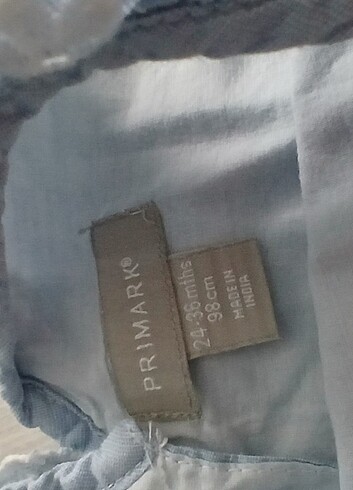 PRIMARK®
24-36 mths
98cm
MADE IN
INDIA